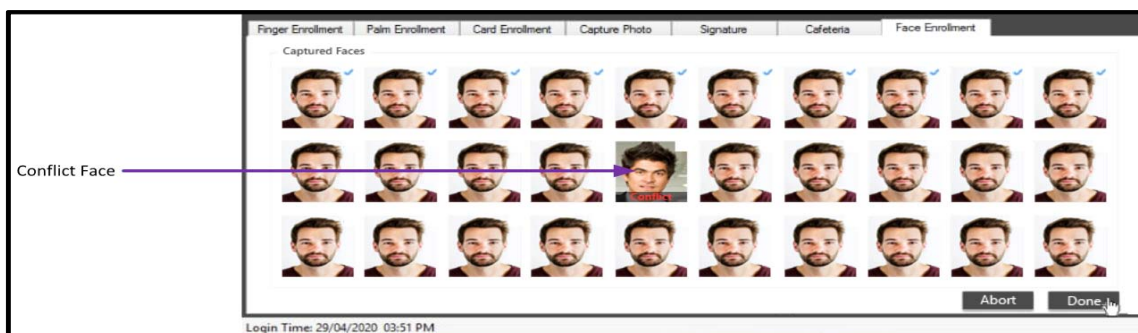 Finger Enrollment Palm Enrollment Card Enrollment Capture Photo Signature Cafeteria Face Enrollment
Captured Faces
Conflict Face
Conflict
Abort Done
Login Time: 29/04/2020 03:51 PM